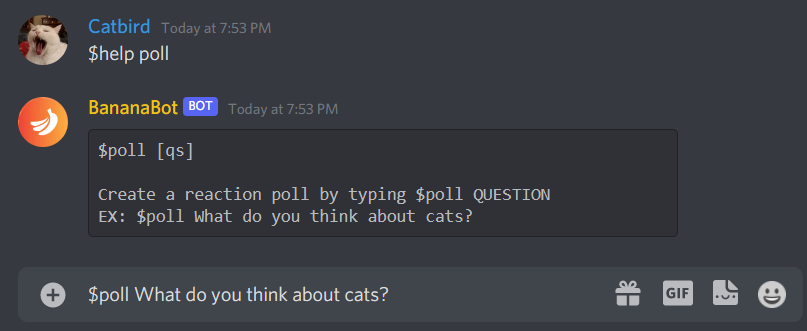 Catbird Today at 7:53 PM
$help poll
BananaBot BOT Today at 7:53 PM
$poll [qs]
Create a reaction poll by typing $poll QUESTION
EX: $poll What do you think about cats?
$poll What do you think about cats?
GIF